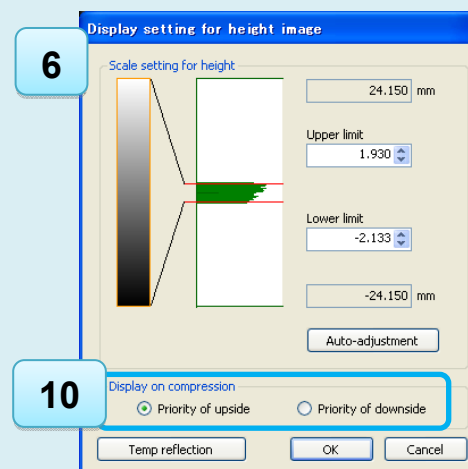 Display setting for height image
6
Scale setting for height
24.150 mm
Upper limit
1.930
Lower limit
-2.133
-24.150 mm
Auto-adjustment
10
Display on compression
Priority of upside Priority of downside
Temp reflection OK Cancel